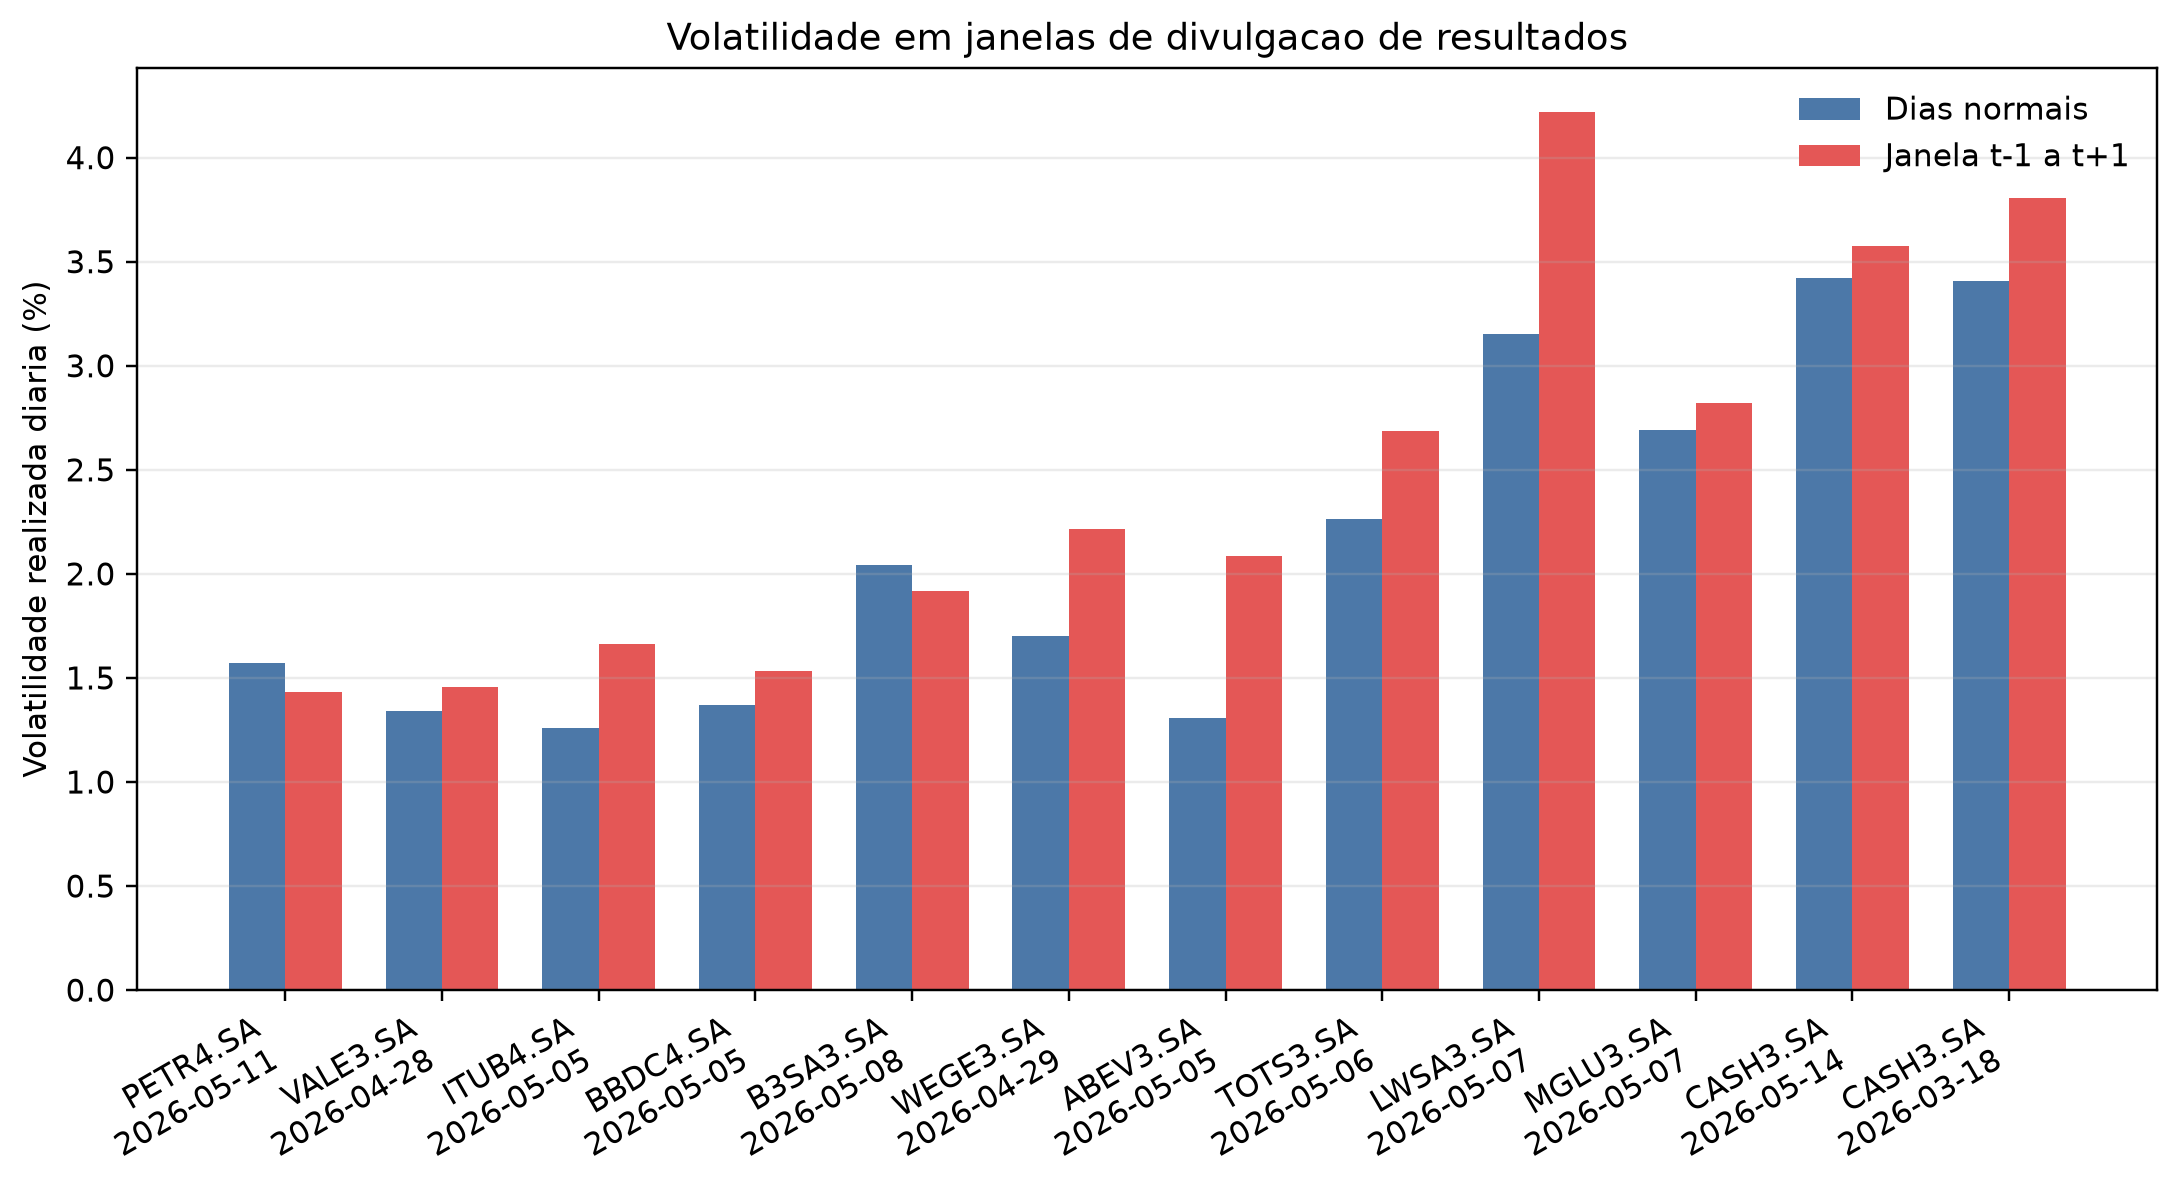 Volatilidade em janelas de divulgacao de resultados
Dias normais
Janela t-1 a t+1
Volatilidade realizada diaria (%)
4.0
3.5
3.0
2.5
2.0
1.5
1.0
0.5
0.0
PETR4.SA
2026-05-11
VALE3.SA
2026-04-28
ITUB4.SA
2026-05-05
BBDC4.SA
2026-05-05
B3SA3.SA
2026-05-08
WEGE3.SA
2026-04-29
ABEV3.SA
2026-05-05
TOTS3.SA
2026-05-06
LWSA3.SA
2026-05-07
MGLU3.SA
2026-05-07
CASH3.SA
2026-05-14
CASH3.SA
2026-03-18